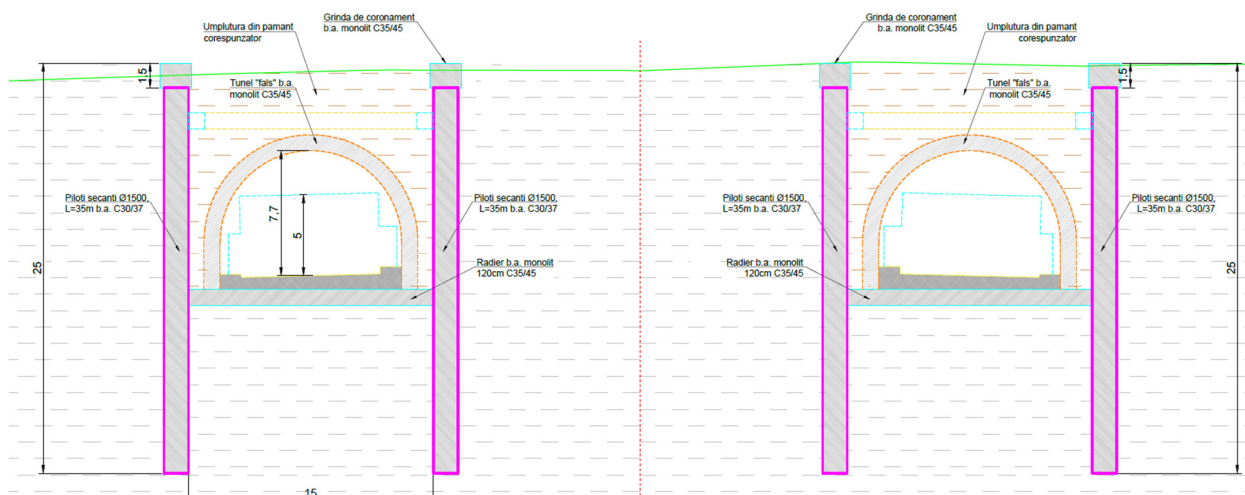 Grinda de coronament
b.a. monolit C35/45
Umplutura din pamant
corespunzator
Grinda de coronament
b.a. monolit C35/45
Umplutura din pamant
corespunzator
1,5
1,5
Tunel "fals" b.a.
monolit C35/45
Tunel "fals" b.a.
monolit C35/45
Piloti secanti Ø1500,
L=35m b.a. C30/37
Piloti secanti Ø1500,
L=35m b.a. C30/37
Piloti secanti Ø1500,
L=35m b.a. C30/37
Piloti secanti Ø1500,
L=35m b.a. C30/37
7,7
5
25
25
Radier b.a. monolit
120cm C35/45
Radier b.a. monolit
120cm C35/45
15